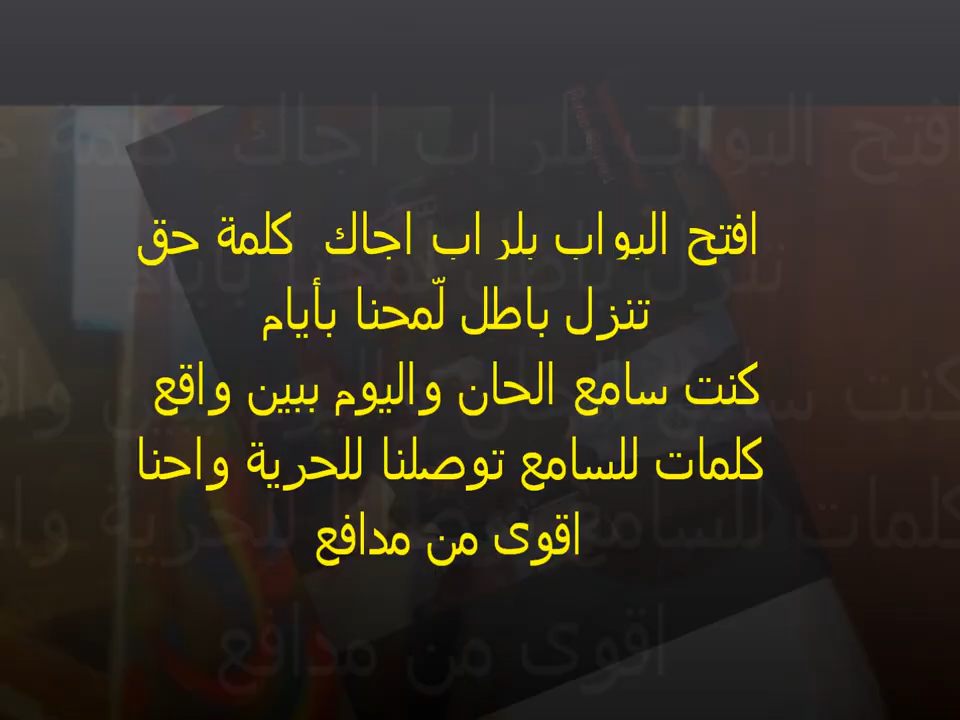 افتح البواب بلراب اجاك كلمة حق
تنزل باطل لّمحنا بأيام
كنت سامع الحان واليوم ببين واقع
كلمات للسامع توصلنا للحرية واحنا
اقوى من مدافع